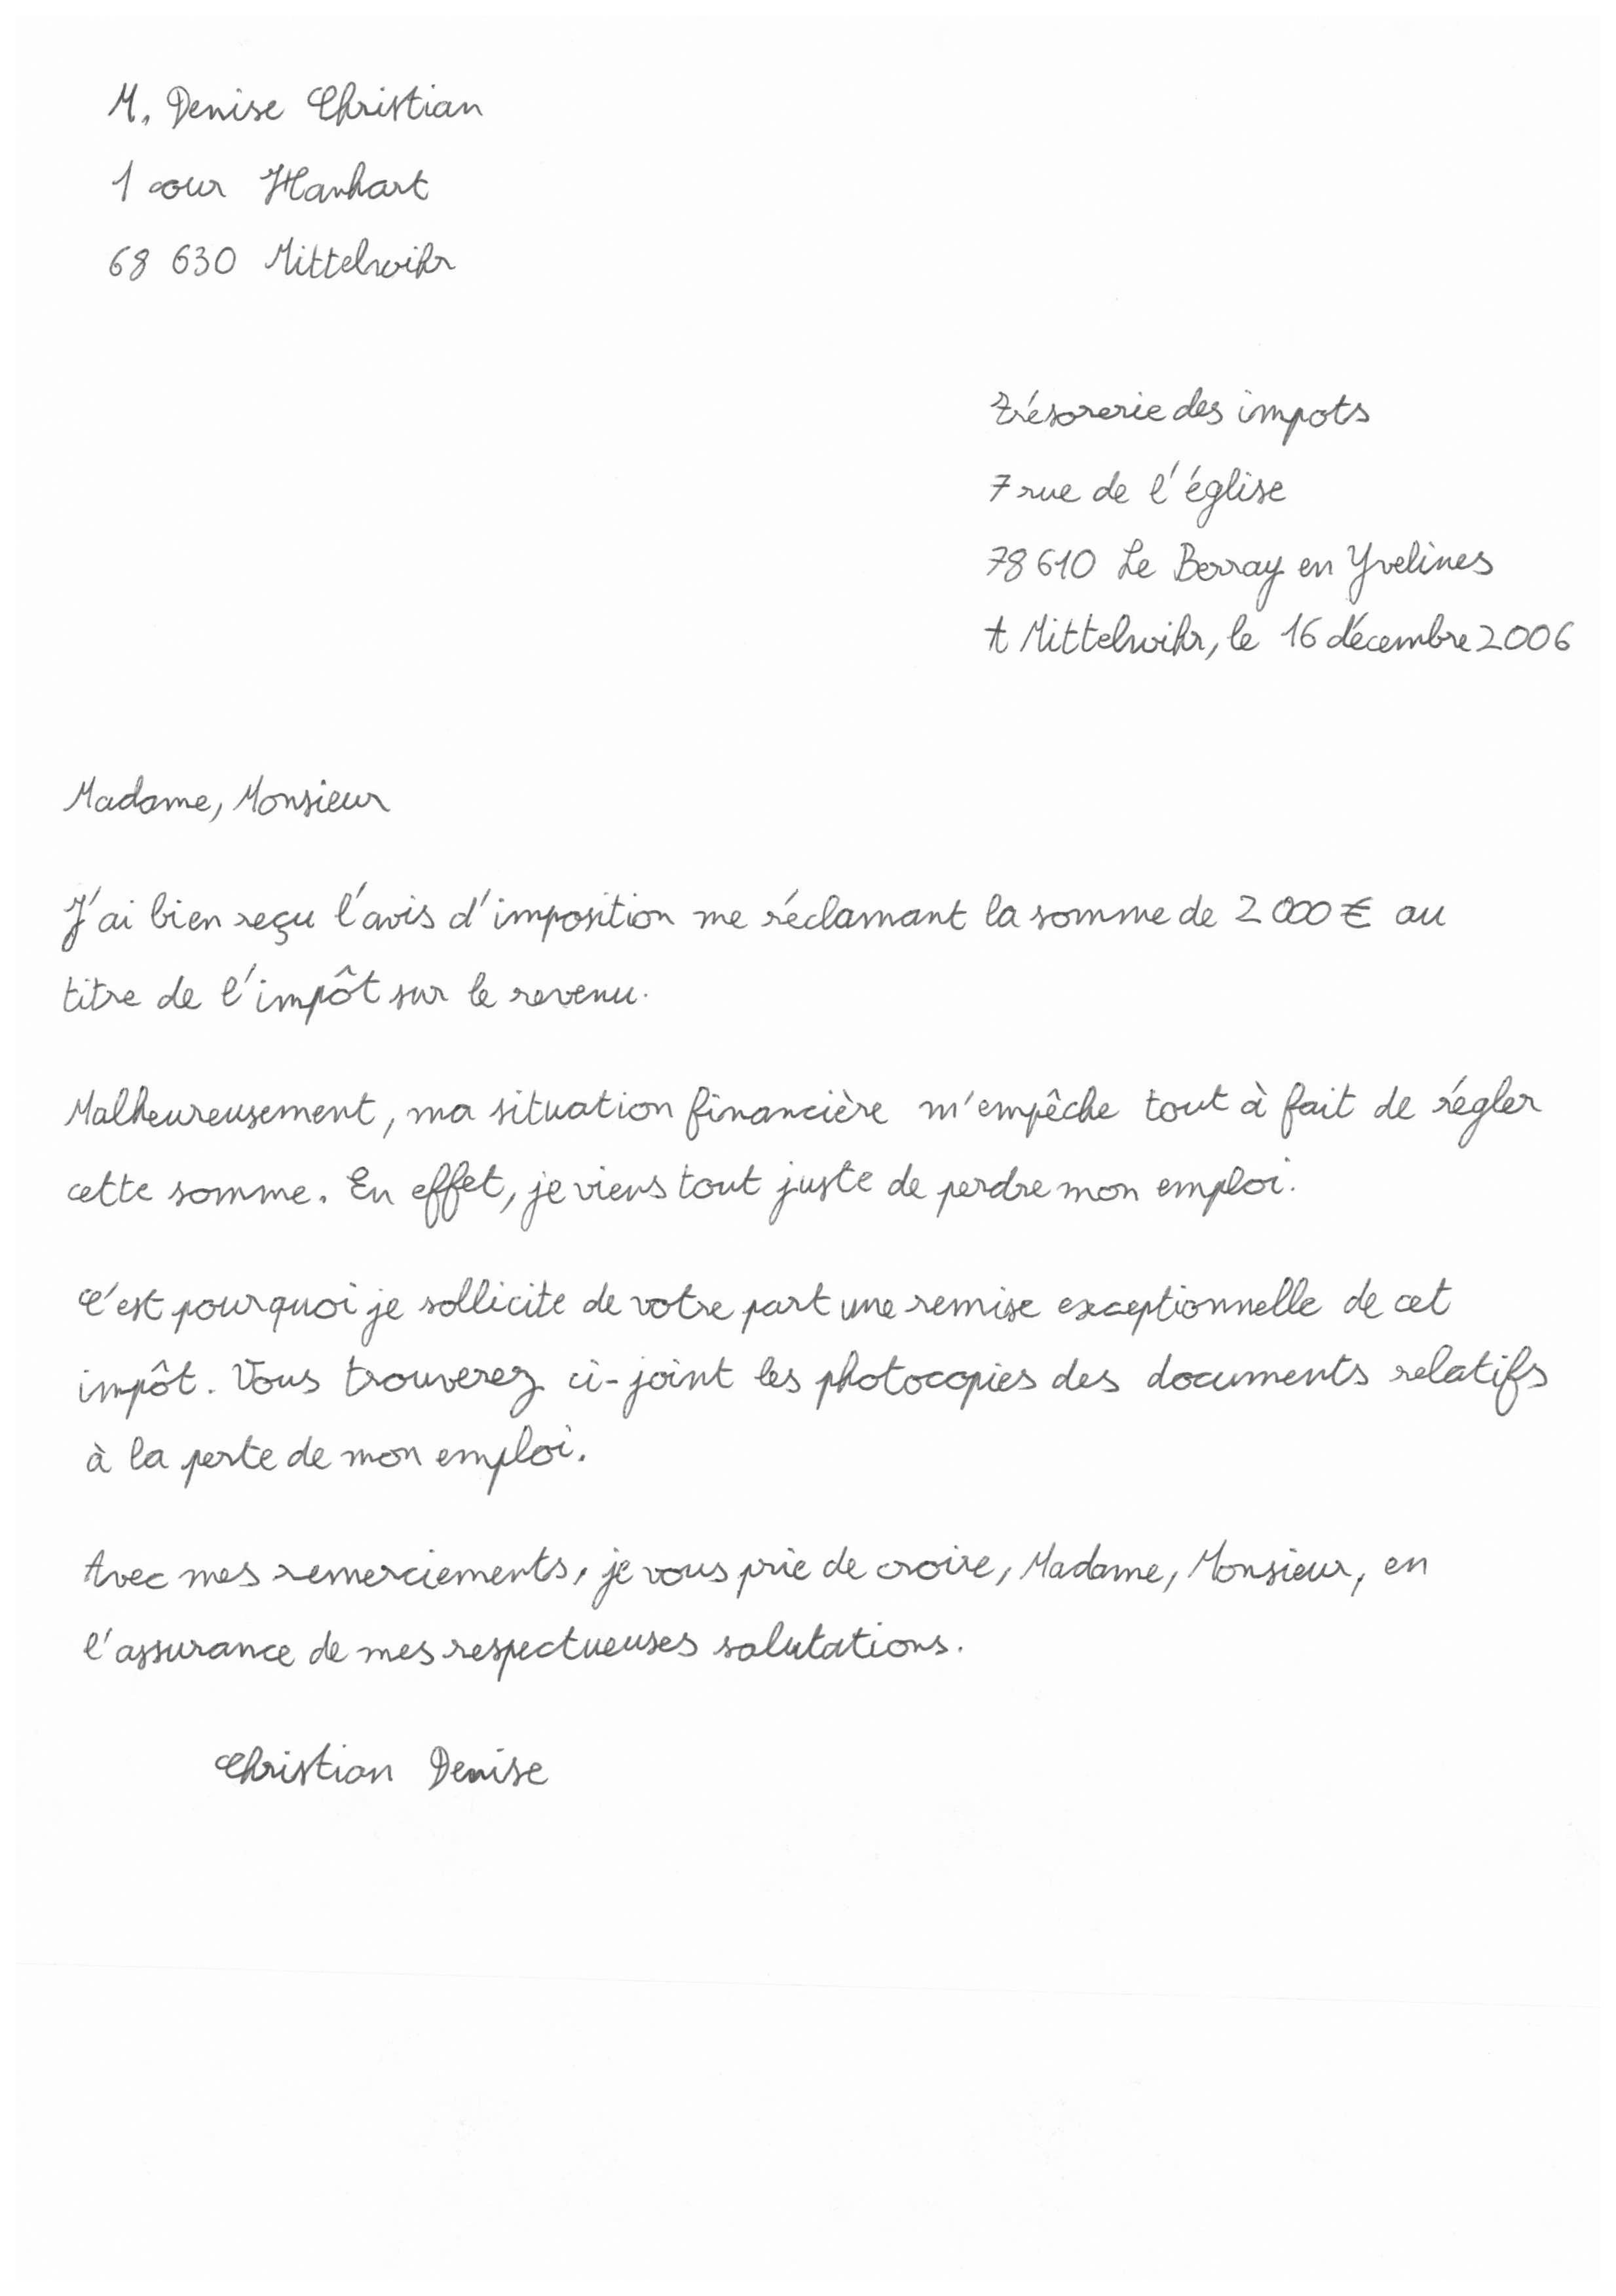 M. Denise Christian
1 cour Hanhart
68 630 Mittelwihr
trésorerie des impots
7 rue de l'église
78610 Le Berray en Yvelines
A Mittelwihr, le 16 décembre 2006
Madame, Monsieur
J'ai bien reçu l'avis d'imposition me réclamant la somme de 2 000 € au
titre de l'impôt sur le revenu.
Malheureusement, ma situation financière m'empêche tout à fait de régler
cette somme. En effet, je viens tout juste de perdre mon emploi.
C'est pourquoi je sollicite de votre part une remise exceptionnelle de cet
impôt. Vous trouverez ci-joint les photocopies des documents relatifs
à la perte de mon emploi.
Avec mes remerciements, je vous prie de croire, Madame, Monsieur, en
l'assurance de mes respectueuses salutations.
Christian Denise